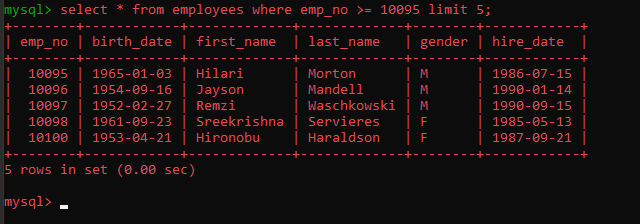 mysql> select * from employees where emp_no >= 10095 limit 5;
+--------+------------+-------------+-------------+--------+------------+
| emp_no | birth_date | first_name  | last_name   | gender | hire_date  |
+--------+------------+-------------+-------------+--------+------------+
|  10095 | 1965-01-03 | Hilari      | Morton      | M      | 1986-07-15 |
|  10096 | 1954-09-16 | Jayson      | Mandell     | M      | 1990-01-14 |
|  10097 | 1952-02-27 | Remzi       | Waschkowski | M      | 1990-09-15 |
|  10098 | 1961-09-23 | Sreekrishna | Servieres   | F      | 1985-05-13 |
|  10100 | 1953-04-21 | Hironobu    | Haraldson   | F      | 1987-09-21 |
+--------+------------+-------------+-------------+--------+------------+
5 rows in set (0.00 sec)
mysql>